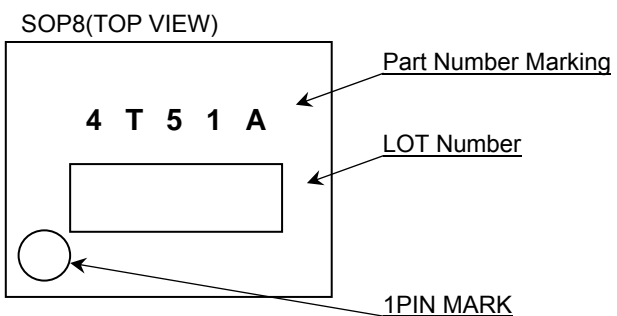 SOP8(TOP VIEW)
Part Number Marking
4 T 5 1 A
LOT Number
1PIN MARK